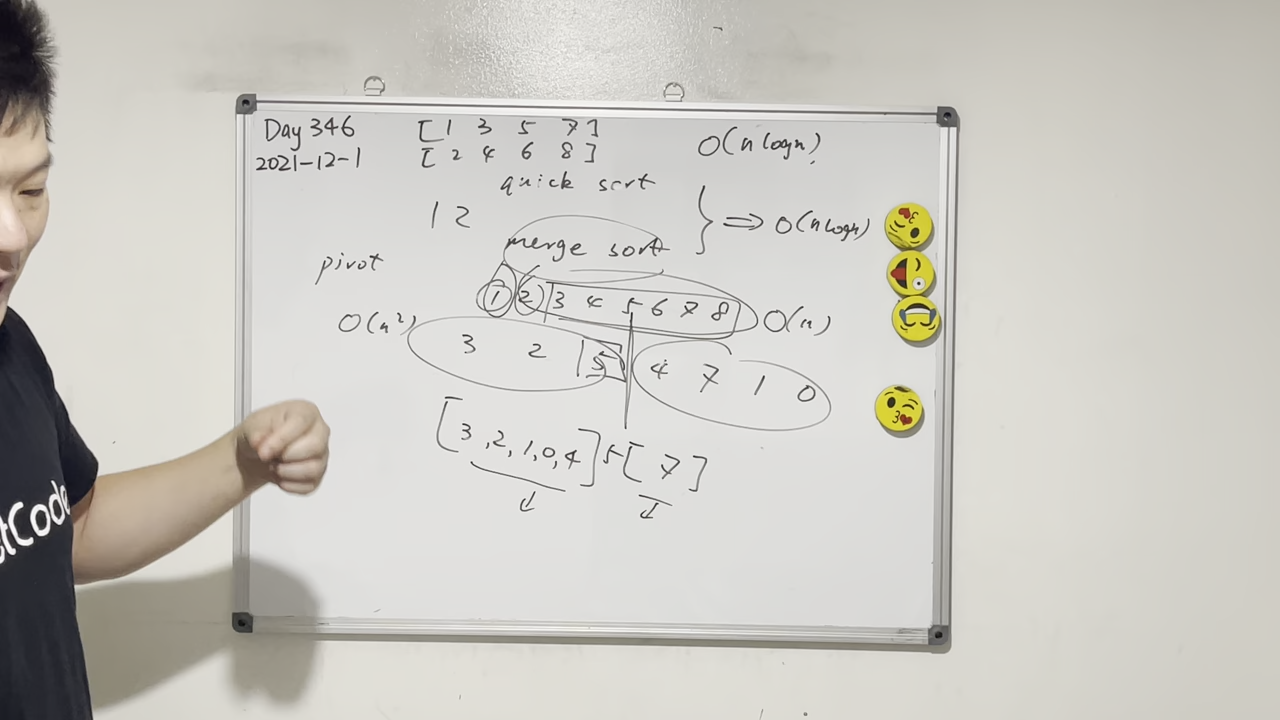 Day 346
2021-12-1
[ 1 3 5 7 ]
[ 2 4 6 8 ]
O(n logn)
quick sort
1 2
merge sort
} ⇒ O(n logn)
pivot
1 2 3 4 5 6 7 8 O(n)
O(n²)
3 2 5 4 7 1 0
[3,2,1,0,4] 5 [ 7 ]
tCode